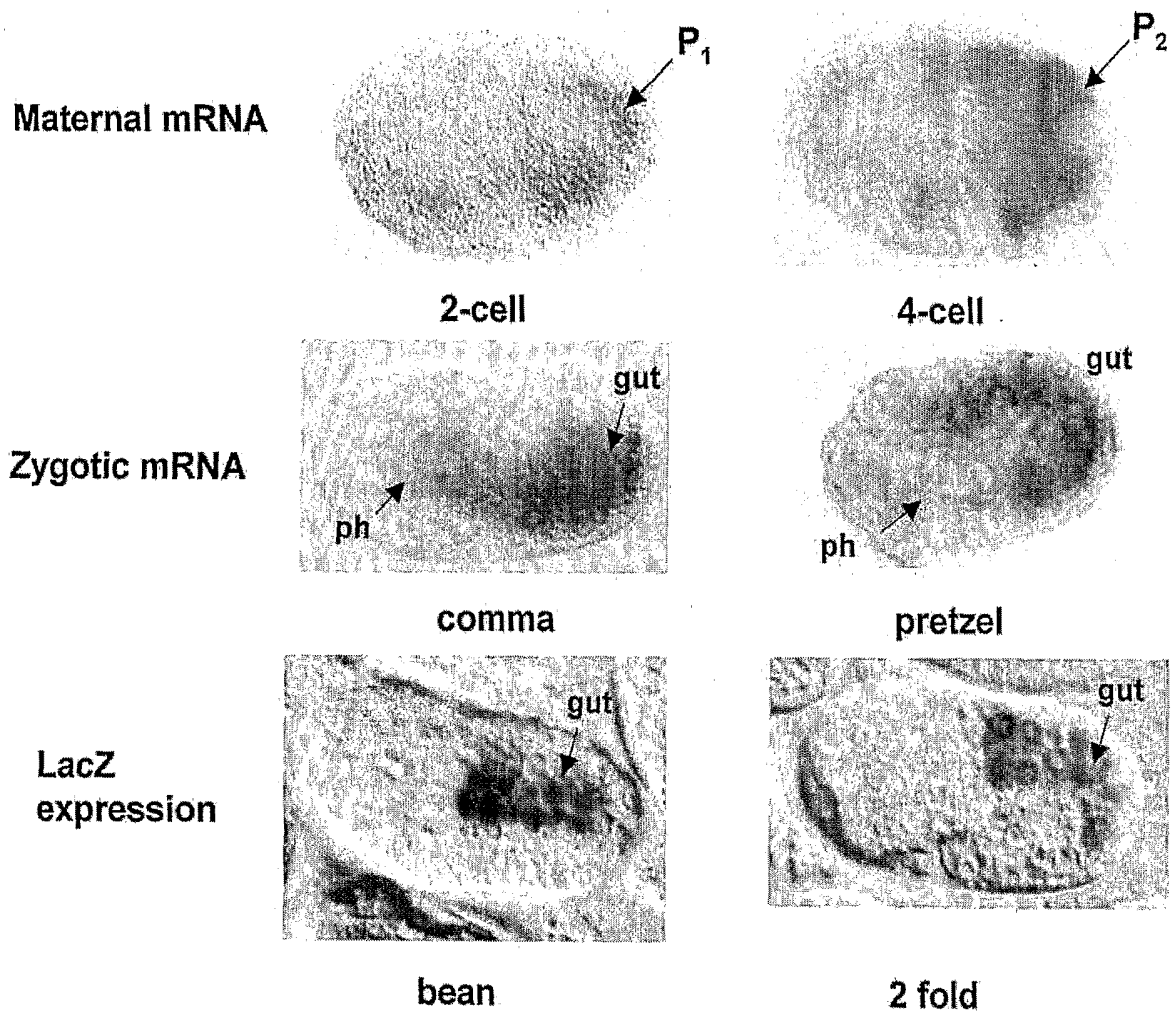 P1
P2
Maternal mRNA
2-cell
4-cell
gut
gut
Zygotic mRNA
ph
ph
comma
pretzel
gut
gut
LacZ
expression
bean
2 fold